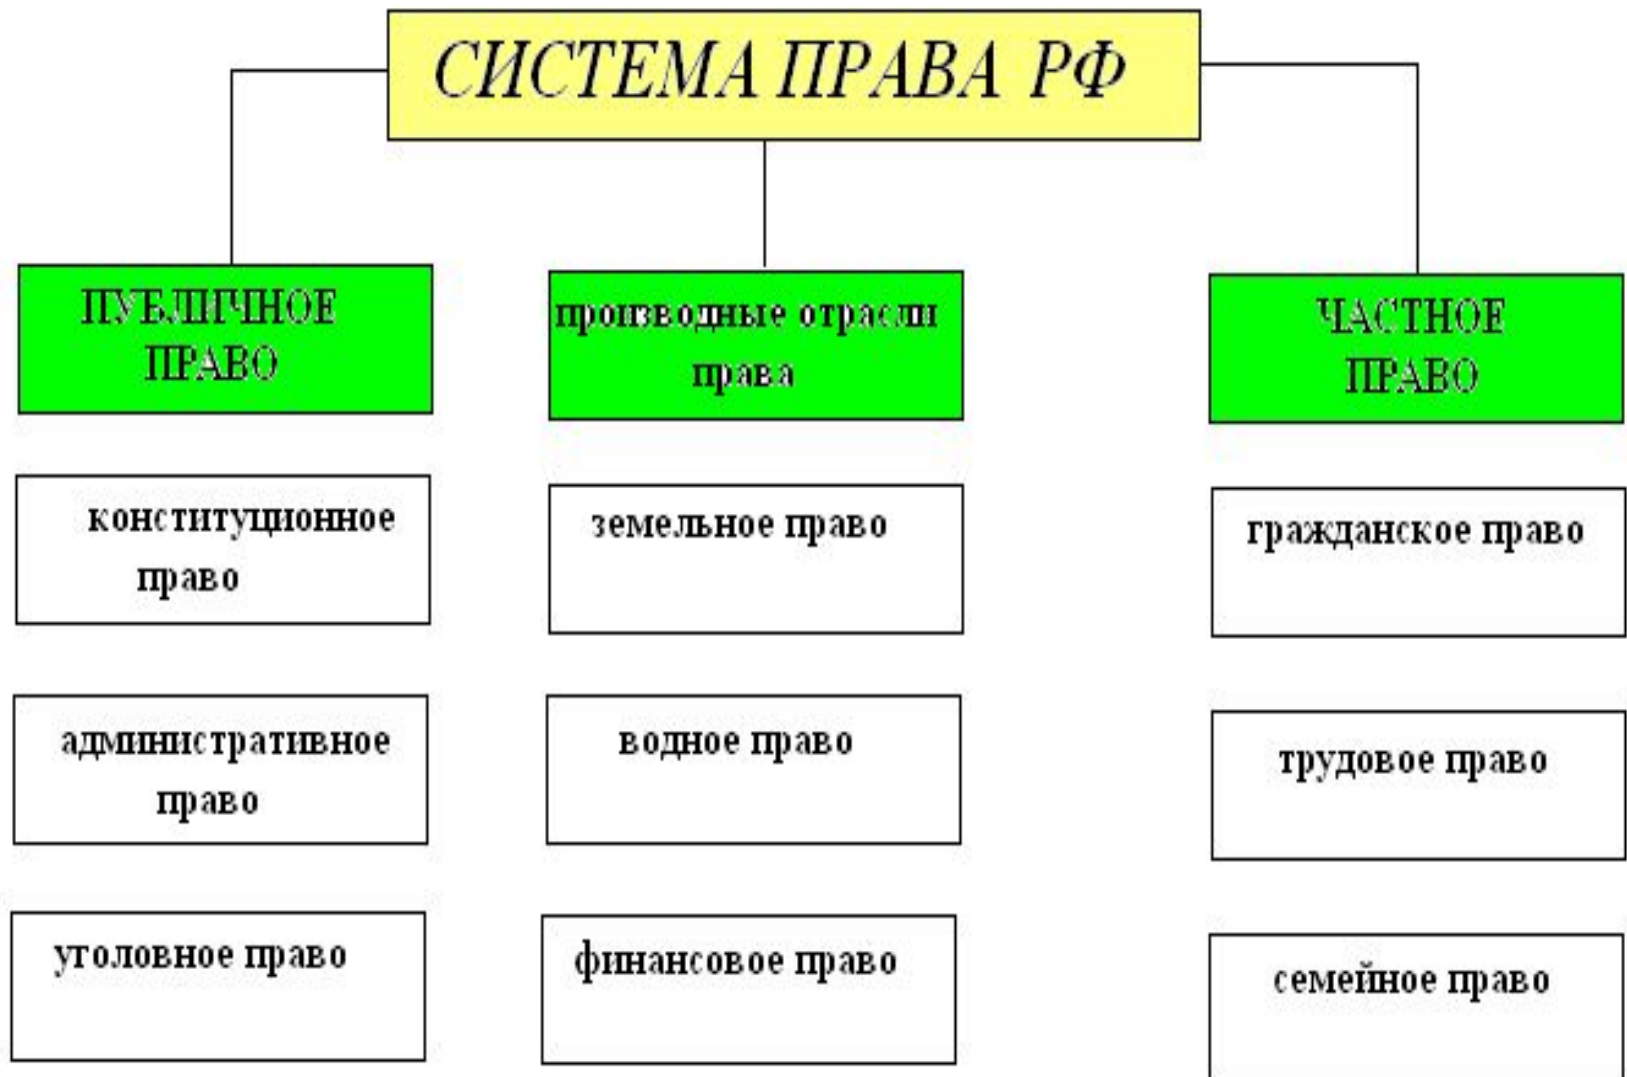 СИСТЕМА ПРАВА РФ
ПУБЛИЧНОЕ
ПРАВО
производные отрасли
права
ЧАСТНОЕ
ПРАВО
конституционное
право
земельное право
гражданское право
административное
право
водное право
трудовое право
уголовное право
финансовое право
семейное право